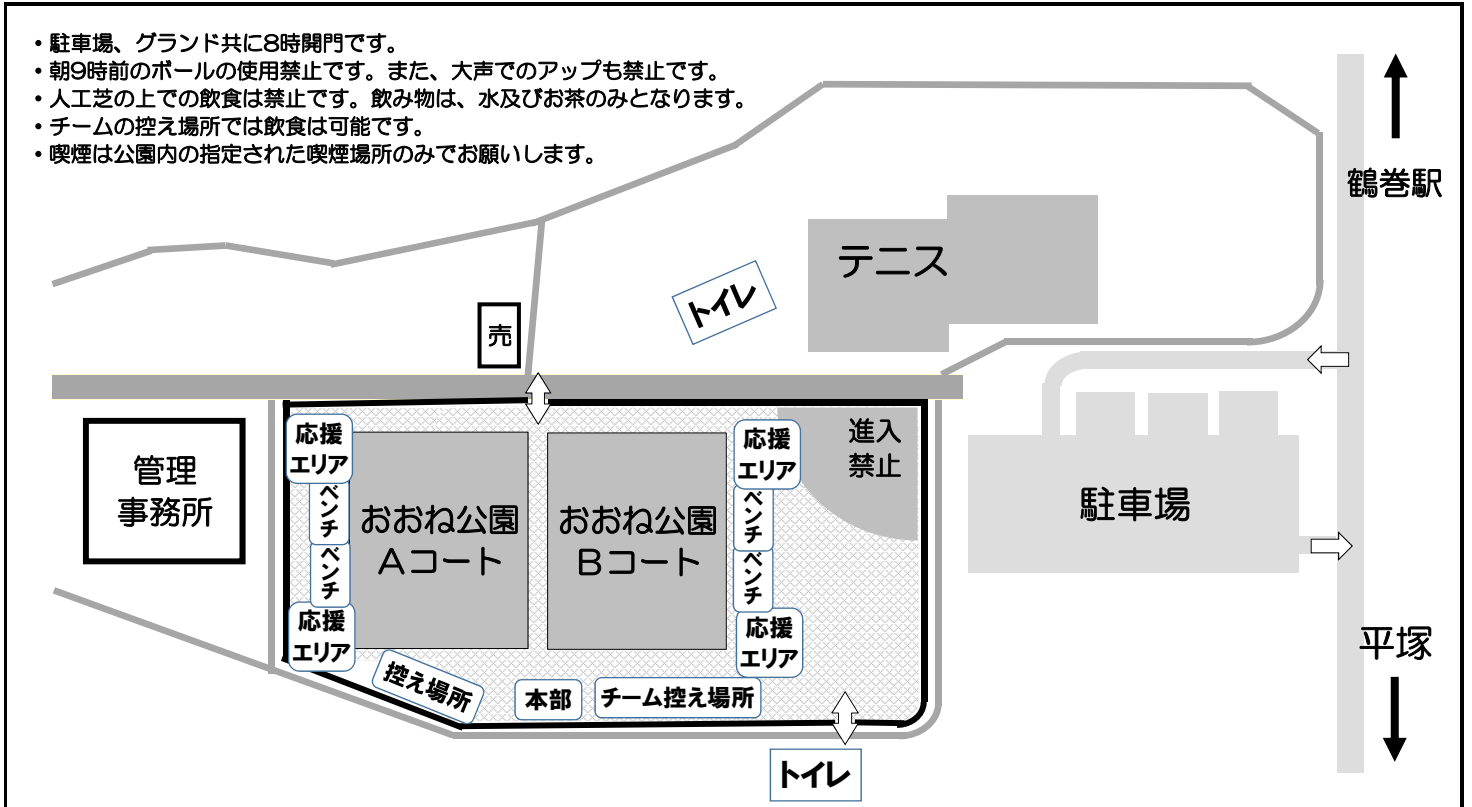 ・駐車場、グランド共に8時開門です。
・朝9時前のボールの使用禁止です。また、大声でのアップも禁止です。
・人工芝の上での飲食は禁止です。飲み物は、水及びお茶のみとなります。
・チームの控え場所では飲食は可能です。
・喫煙は公園内の指定された喫煙場所のみでお願いします。
鶴巻駅
テニス
トイレ
売
管理
事務所
応援
エリア
ベンチ
ベンチ
応援
エリア
おおね公園
Aコート
おおね公園
Bコート
応援
エリア
ベンチ
ベンチ
応援
エリア
進入
禁止
駐車場
平塚
控え場所
本部
チーム控え場所
トイレ